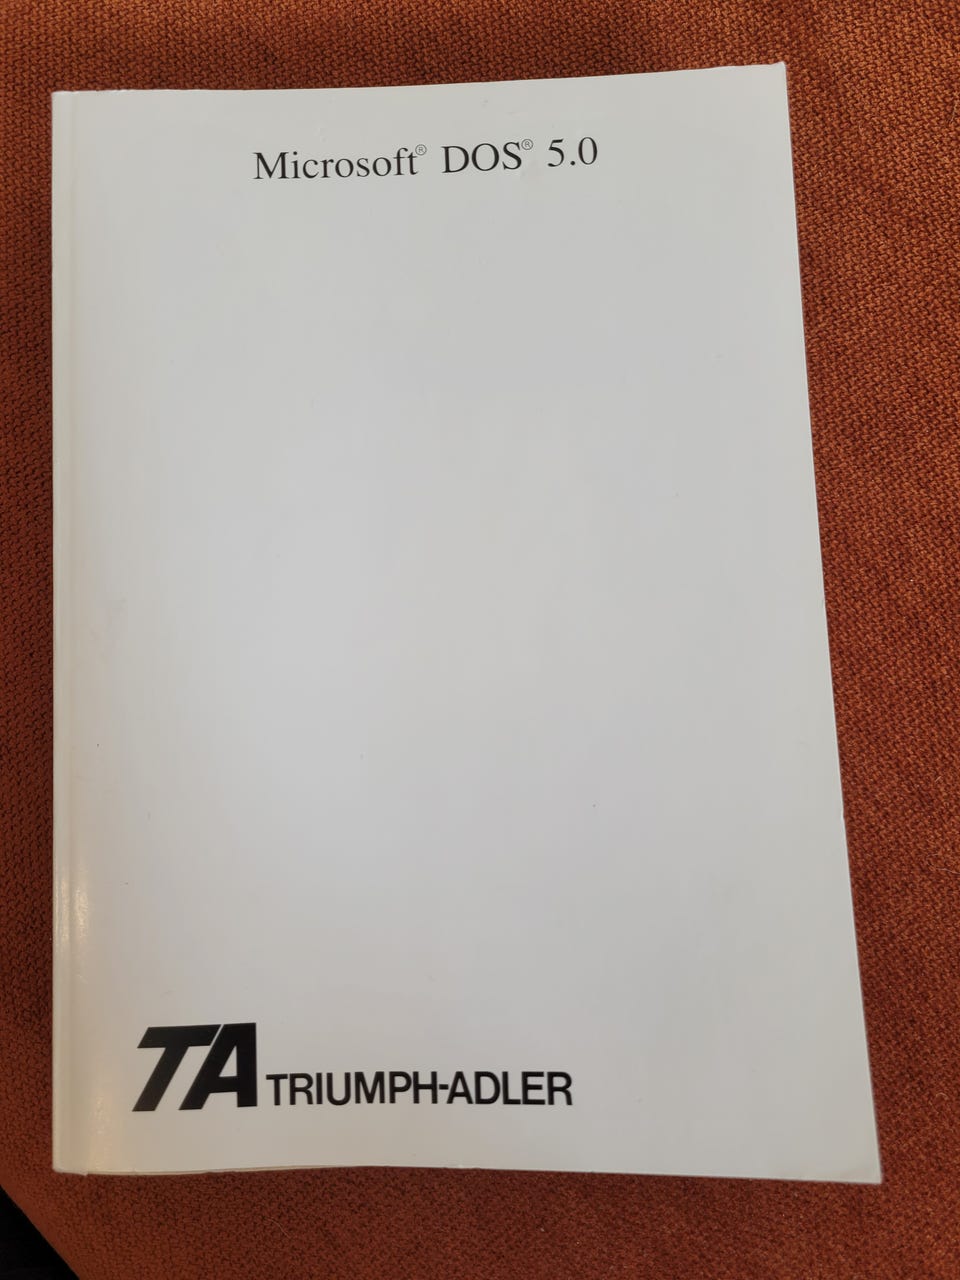 Microsoft® DOS® 5.0
TA TRIUMPH-ADLER